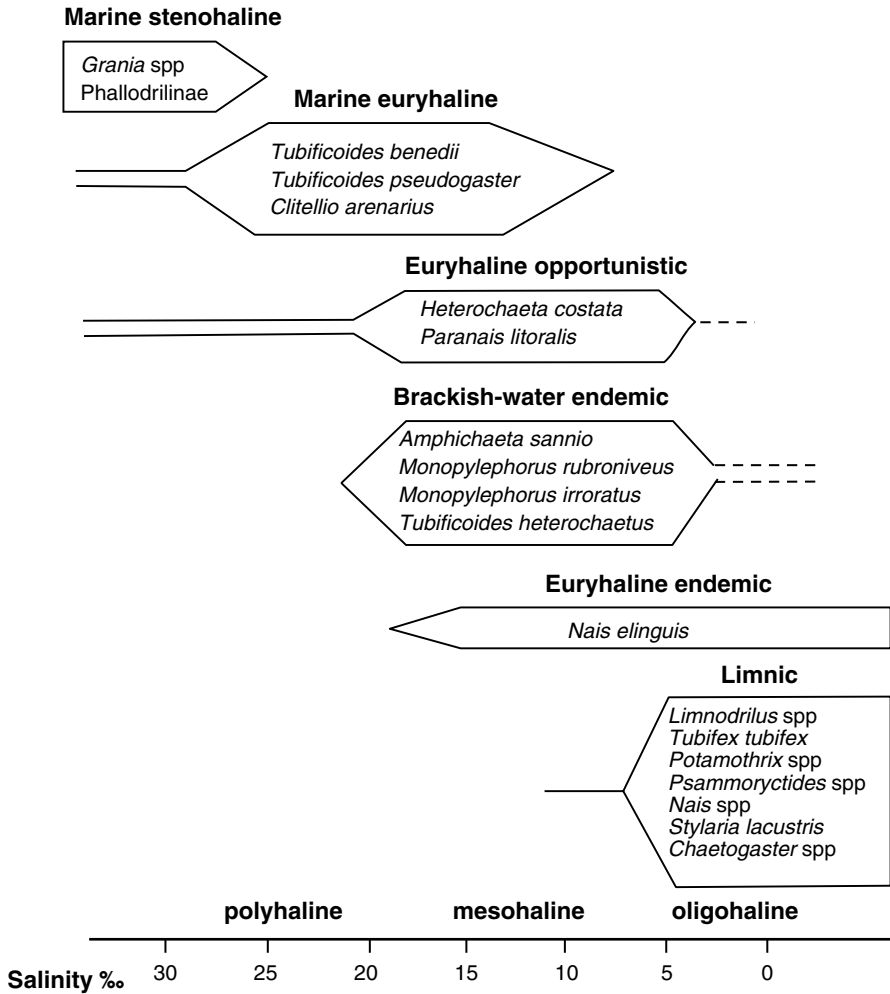 Marine stenohaline
Grania spp
Phallodrilinae
Marine euryhaline
Tubificoides benedii
Tubificoides pseudogaster
Clitellio arenarius
Euryhaline opportunistic
Heterochaeta costata
Paranais litoralis
Brackish-water endemic
Amphichaeta sannio
Monopylephorus rubroniveus
Monopylephorus irroratus
Tubificoides heterochaetus
Euryhaline endemic
Nais elinguis
Limnic
Limnodrilus spp
Tubifex tubifex
Potamothrix spp
Psammoryctides spp
Nais spp
Stylaria lacustris
Chaetogaster spp
polyhaline mesohaline oligohaline
Salinity ‰ 30 25 20 15 10 5 0